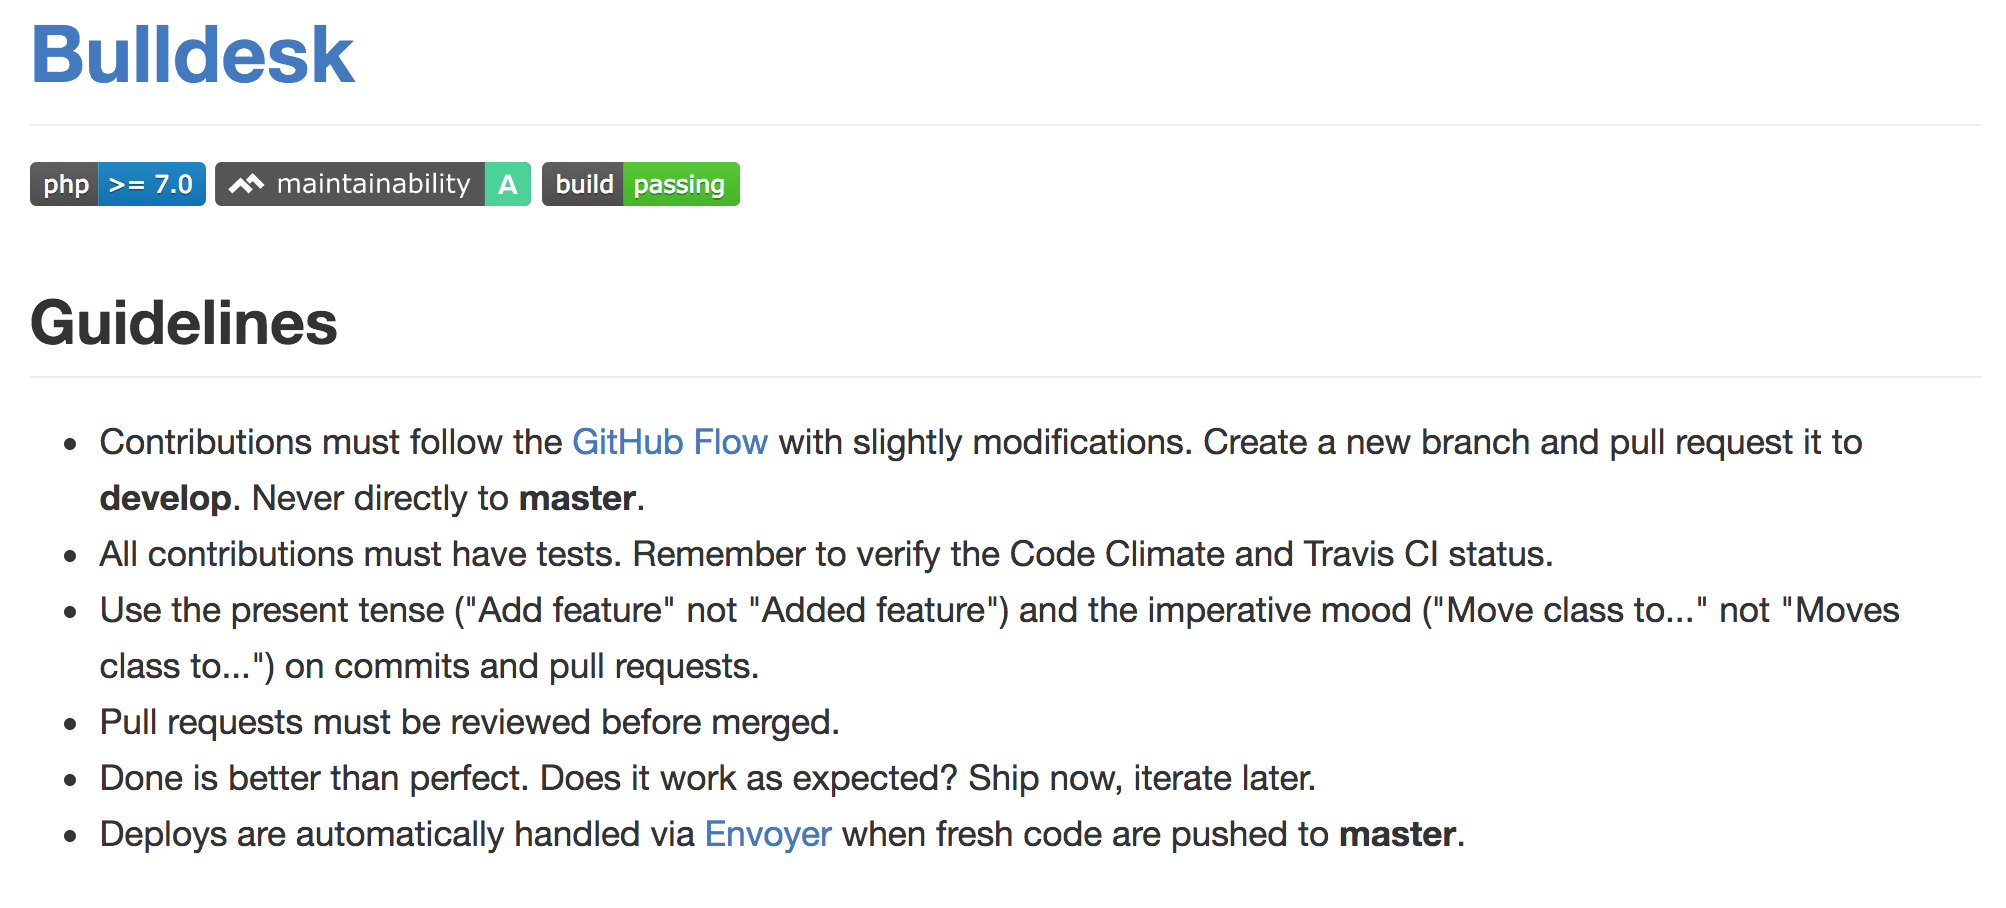 Bulldesk
php >= 7.0 maintainability A build passing
Guidelines
Contributions must follow the GitHub Flow with slightly modifications. Create a new branch and pull request it to
develop. Never directly to master.
All contributions must have tests. Remember to verify the Code Climate and Travis CI status.
Use the present tense ("Add feature" not "Added feature") and the imperative mood ("Move class to..." not "Moves
class to...") on commits and pull requests.
Pull requests must be reviewed before merged.
Done is better than perfect. Does it work as expected? Ship now, iterate later.
Deploys are automatically handled via Envoyer when fresh code are pushed to master.